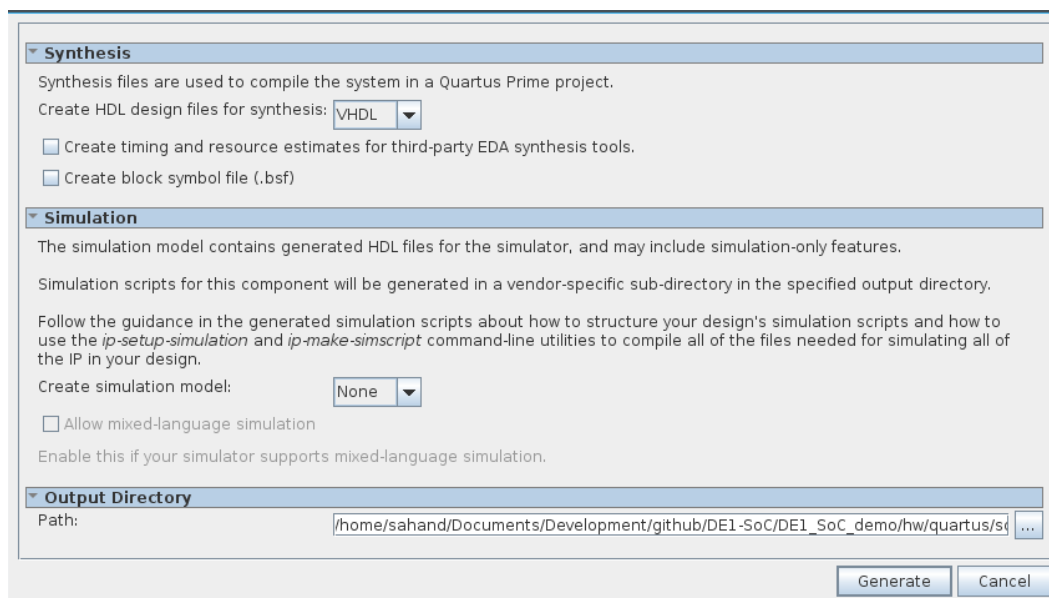 Synthesis
Synthesis files are used to compile the system in a Quartus Prime project.
Create HDL design files for synthesis: VHDL
Create timing and resource estimates for third-party EDA synthesis tools.
Create block symbol file (.bsf)
Simulation
The simulation model contains generated HDL files for the simulator, and may include simulation-only features.
Simulation scripts for this component will be generated in a vendor-specific sub-directory in the specified output directory.
Follow the guidance in the generated simulation scripts about how to structure your design's simulation scripts and how to
use the ip-setup-simulation and ip-make-simscript command-line utilities to compile all of the files needed for simulating all of
the IP in your design.
Create simulation model: None
Allow mixed-language simulation
Enable this if your simulator supports mixed-language simulation.
Output Directory
Path: /home/sahand/Documents/Development/github/DE1-SoC/DE1_SoC_demo/hw/quartus/so ...
Generate Cancel